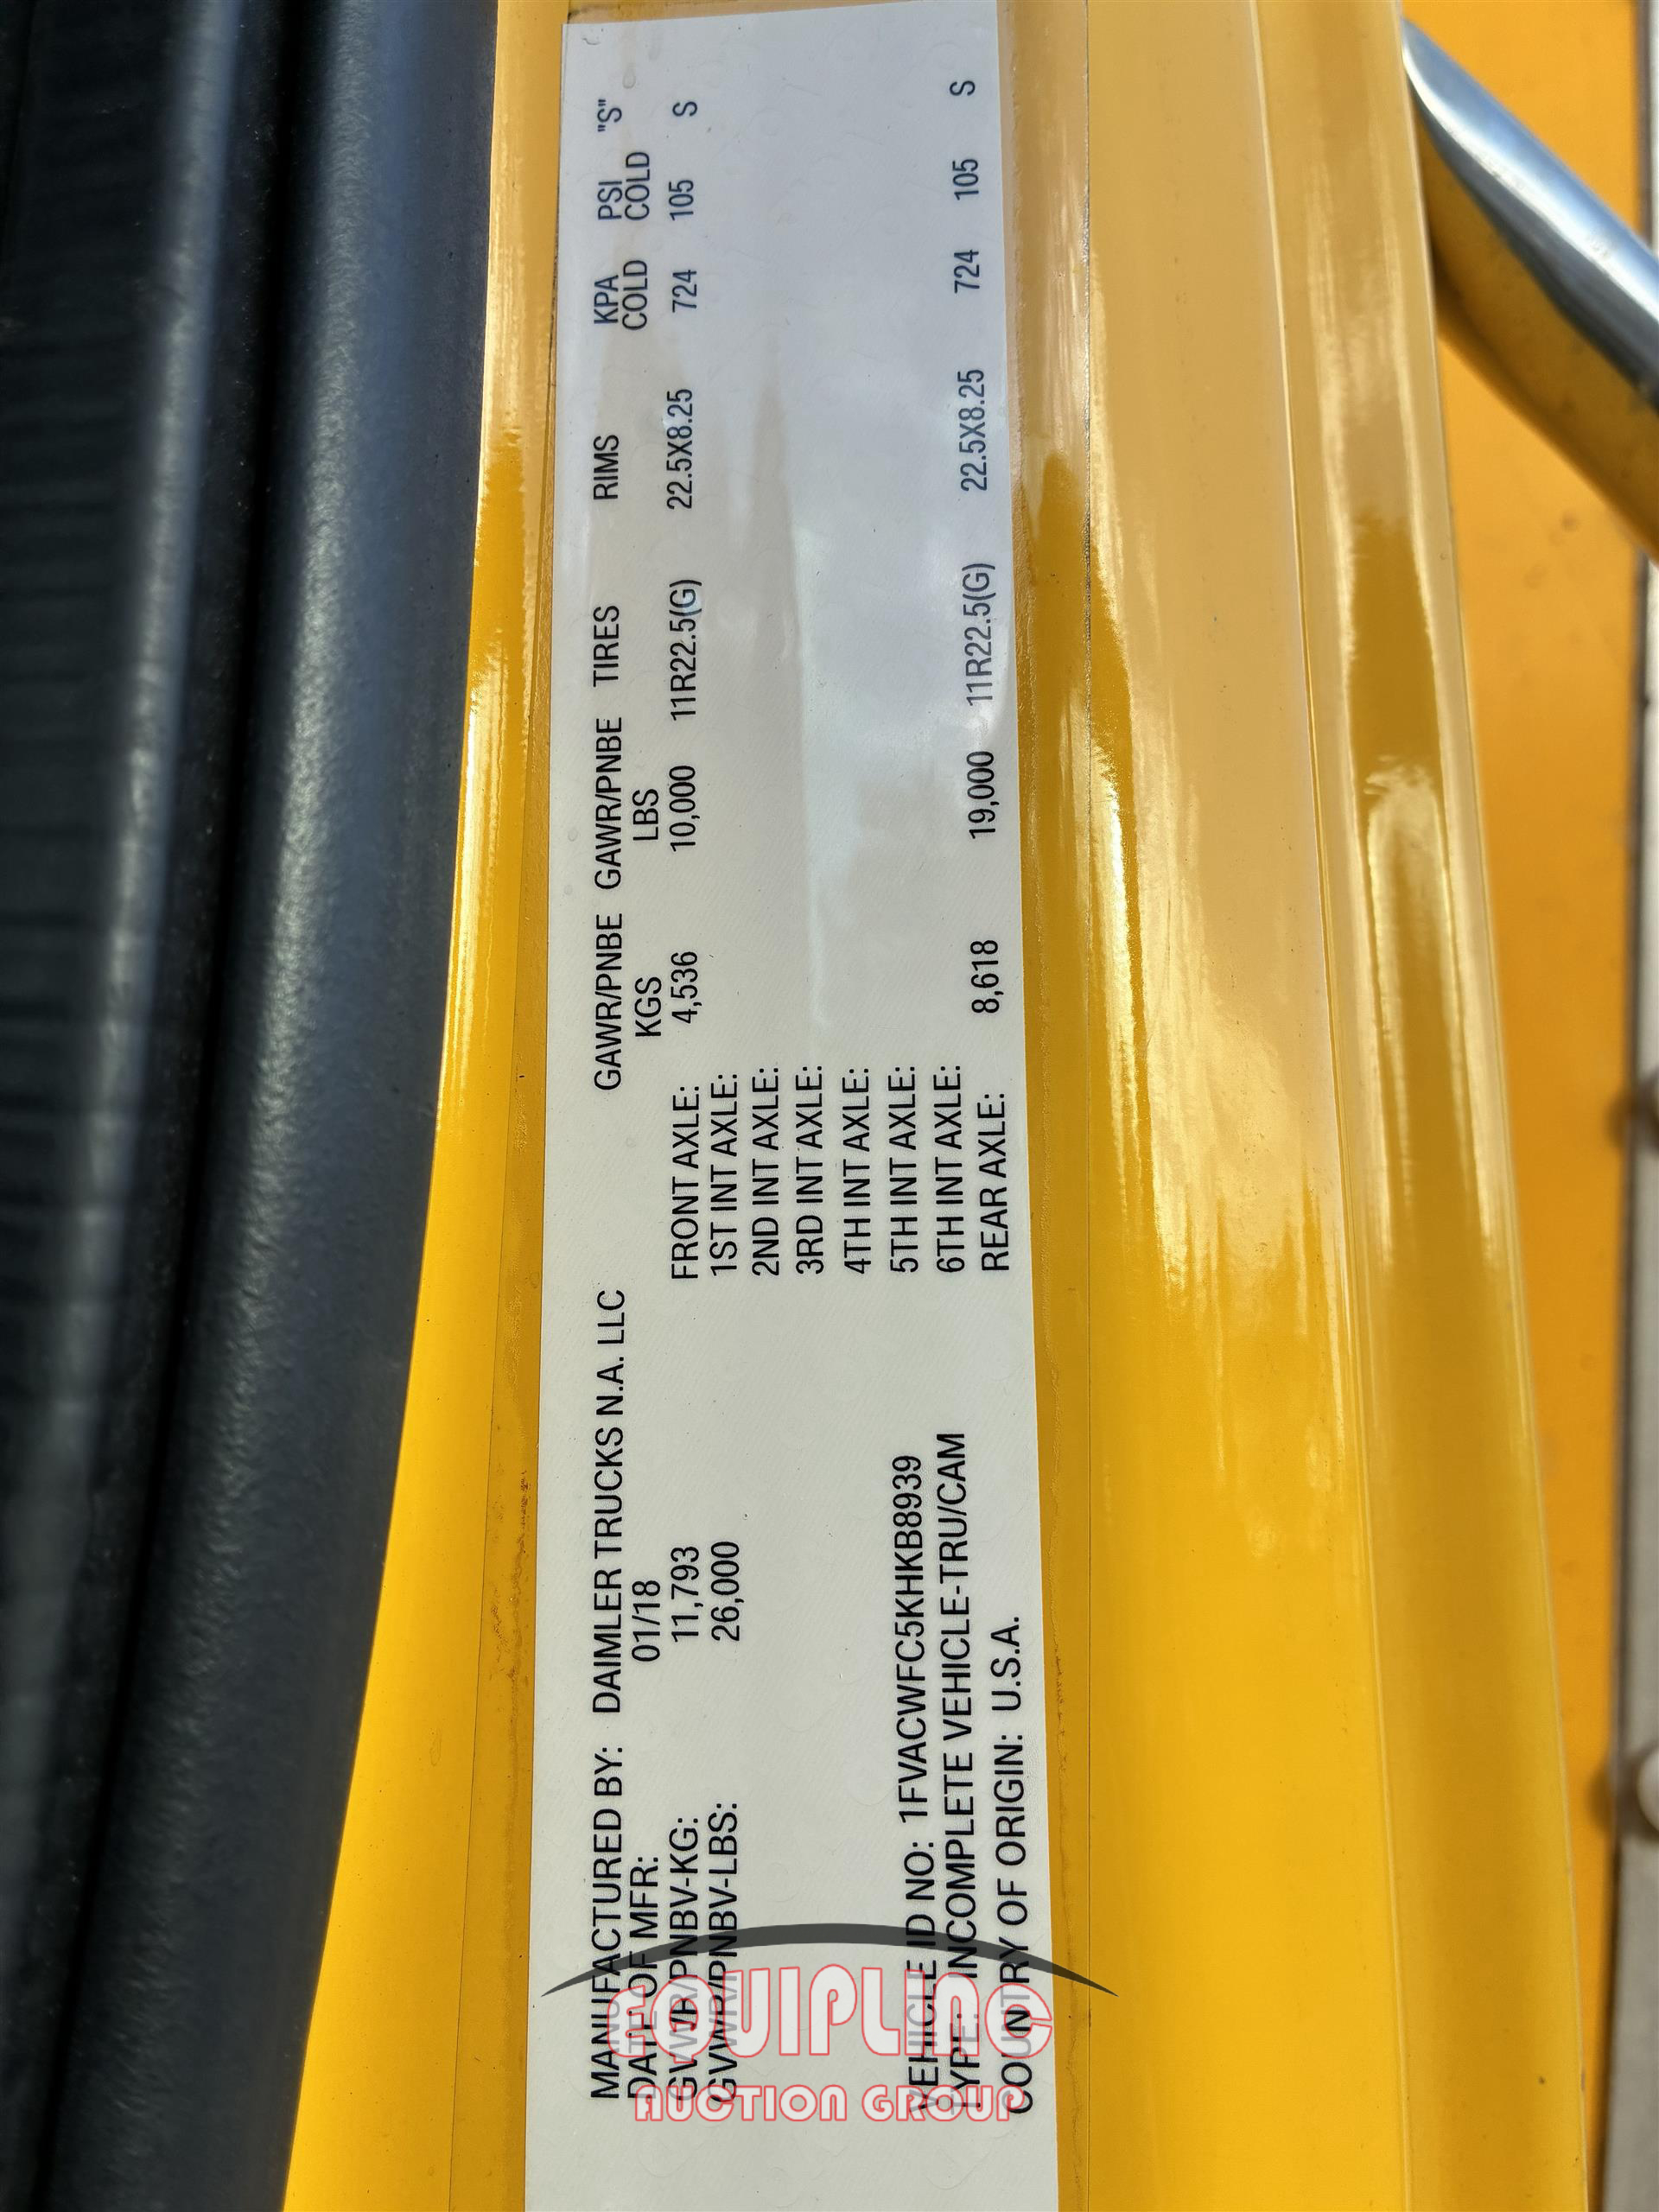 MANUFACTURED BY: DAIMLER TRUCKS N.A. LLC GAWR/PNBE GAWR/PNBE TIRES RIMS KPA PSI "S"
DATE OF MFR: 01/18 KGS LBS COLD COLD
GVWR/PNBV-KG: 11,793 FRONT AXLE: 4,536 10,000 11R22.5(G) 22.5X8.25 724 105 S
GVWR/PNBV-LBS: 26,000 1ST INT AXLE:
2ND INT AXLE:
3RD INT AXLE:
4TH INT AXLE:
VEHICLE ID NO: 1FVACWFC5KHKB8939 5TH INT AXLE:
TYPE: INCOMPLETE VEHICLE-TRU/CAM 6TH INT AXLE:
COUNTRY OF ORIGIN: U.S.A. REAR AXLE: 8,618 19,000 11R22.5(G) 22.5X8.25 724 105 S
EQUIPLINC
AUCTION GROUP